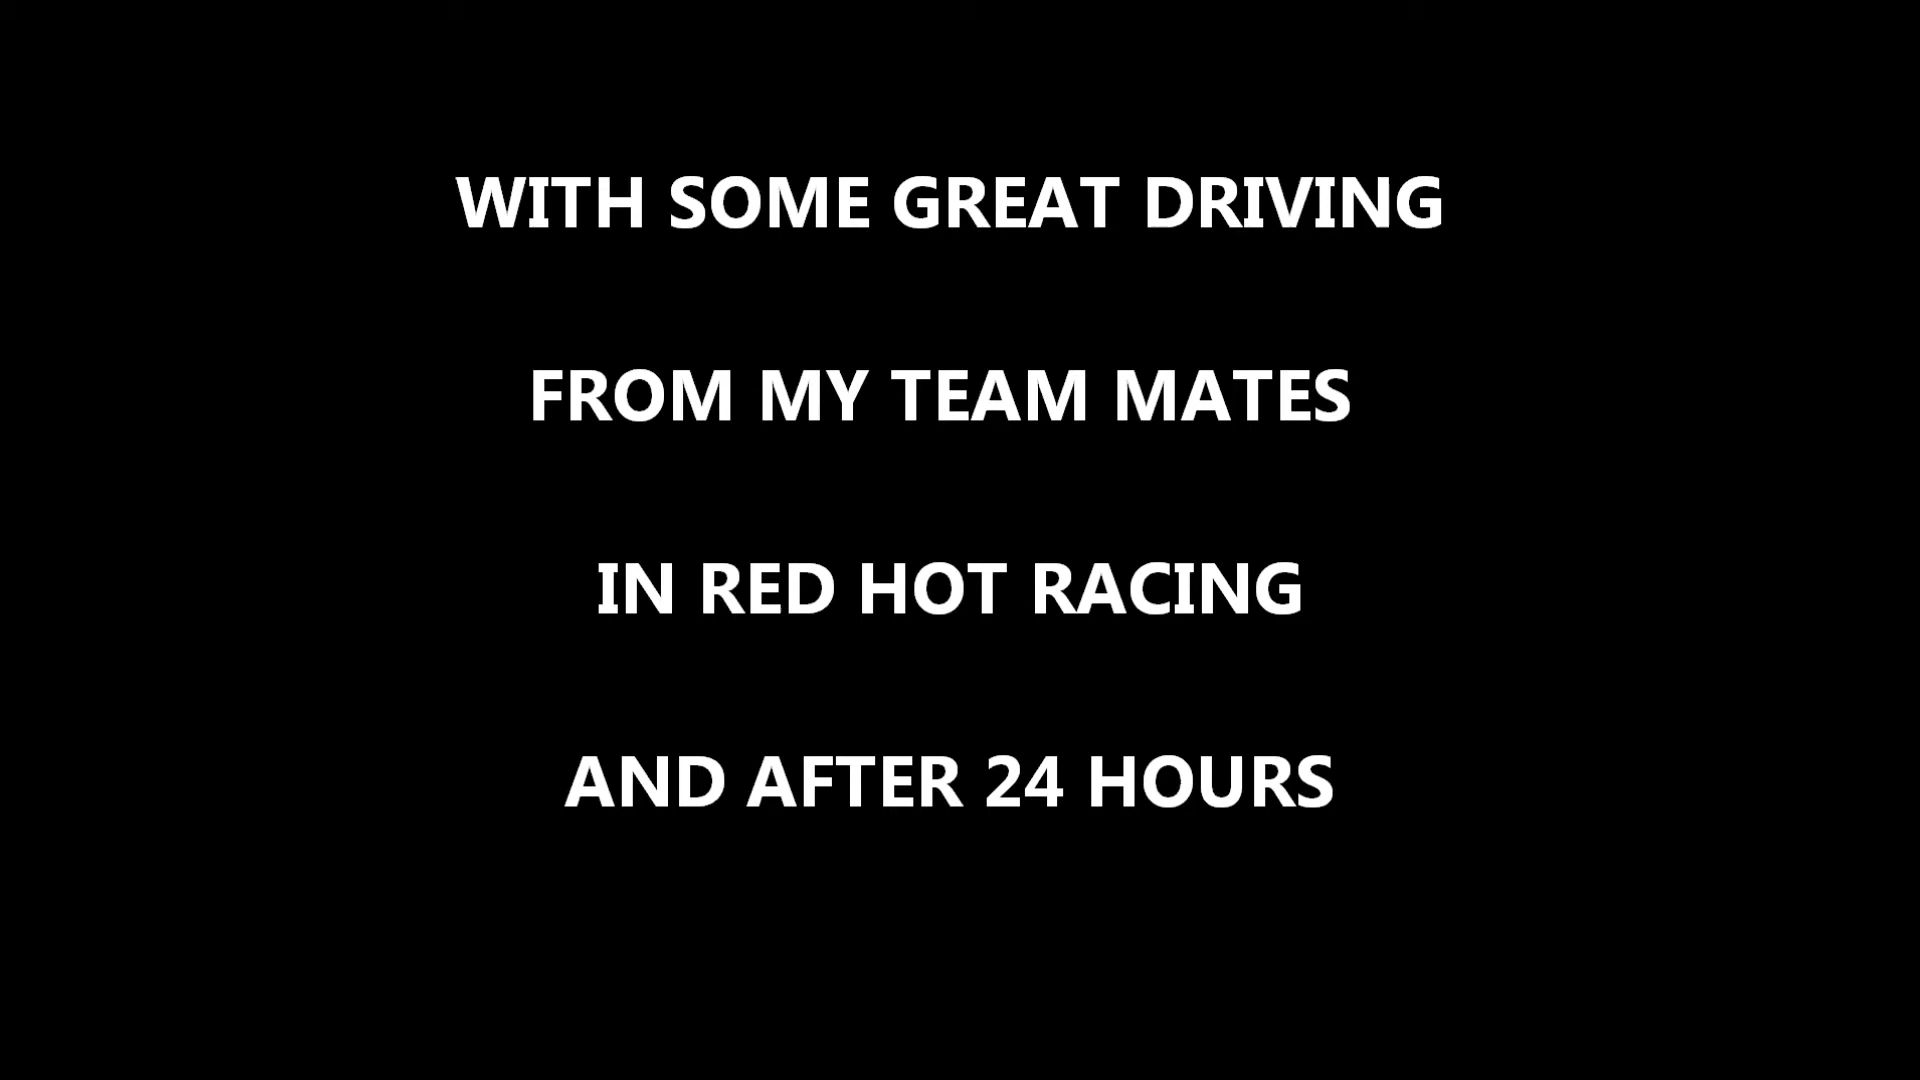 WITH SOME GREAT DRIVING
FROM MY TEAM MATES
IN RED HOT RACING
AND AFTER 24 HOURS